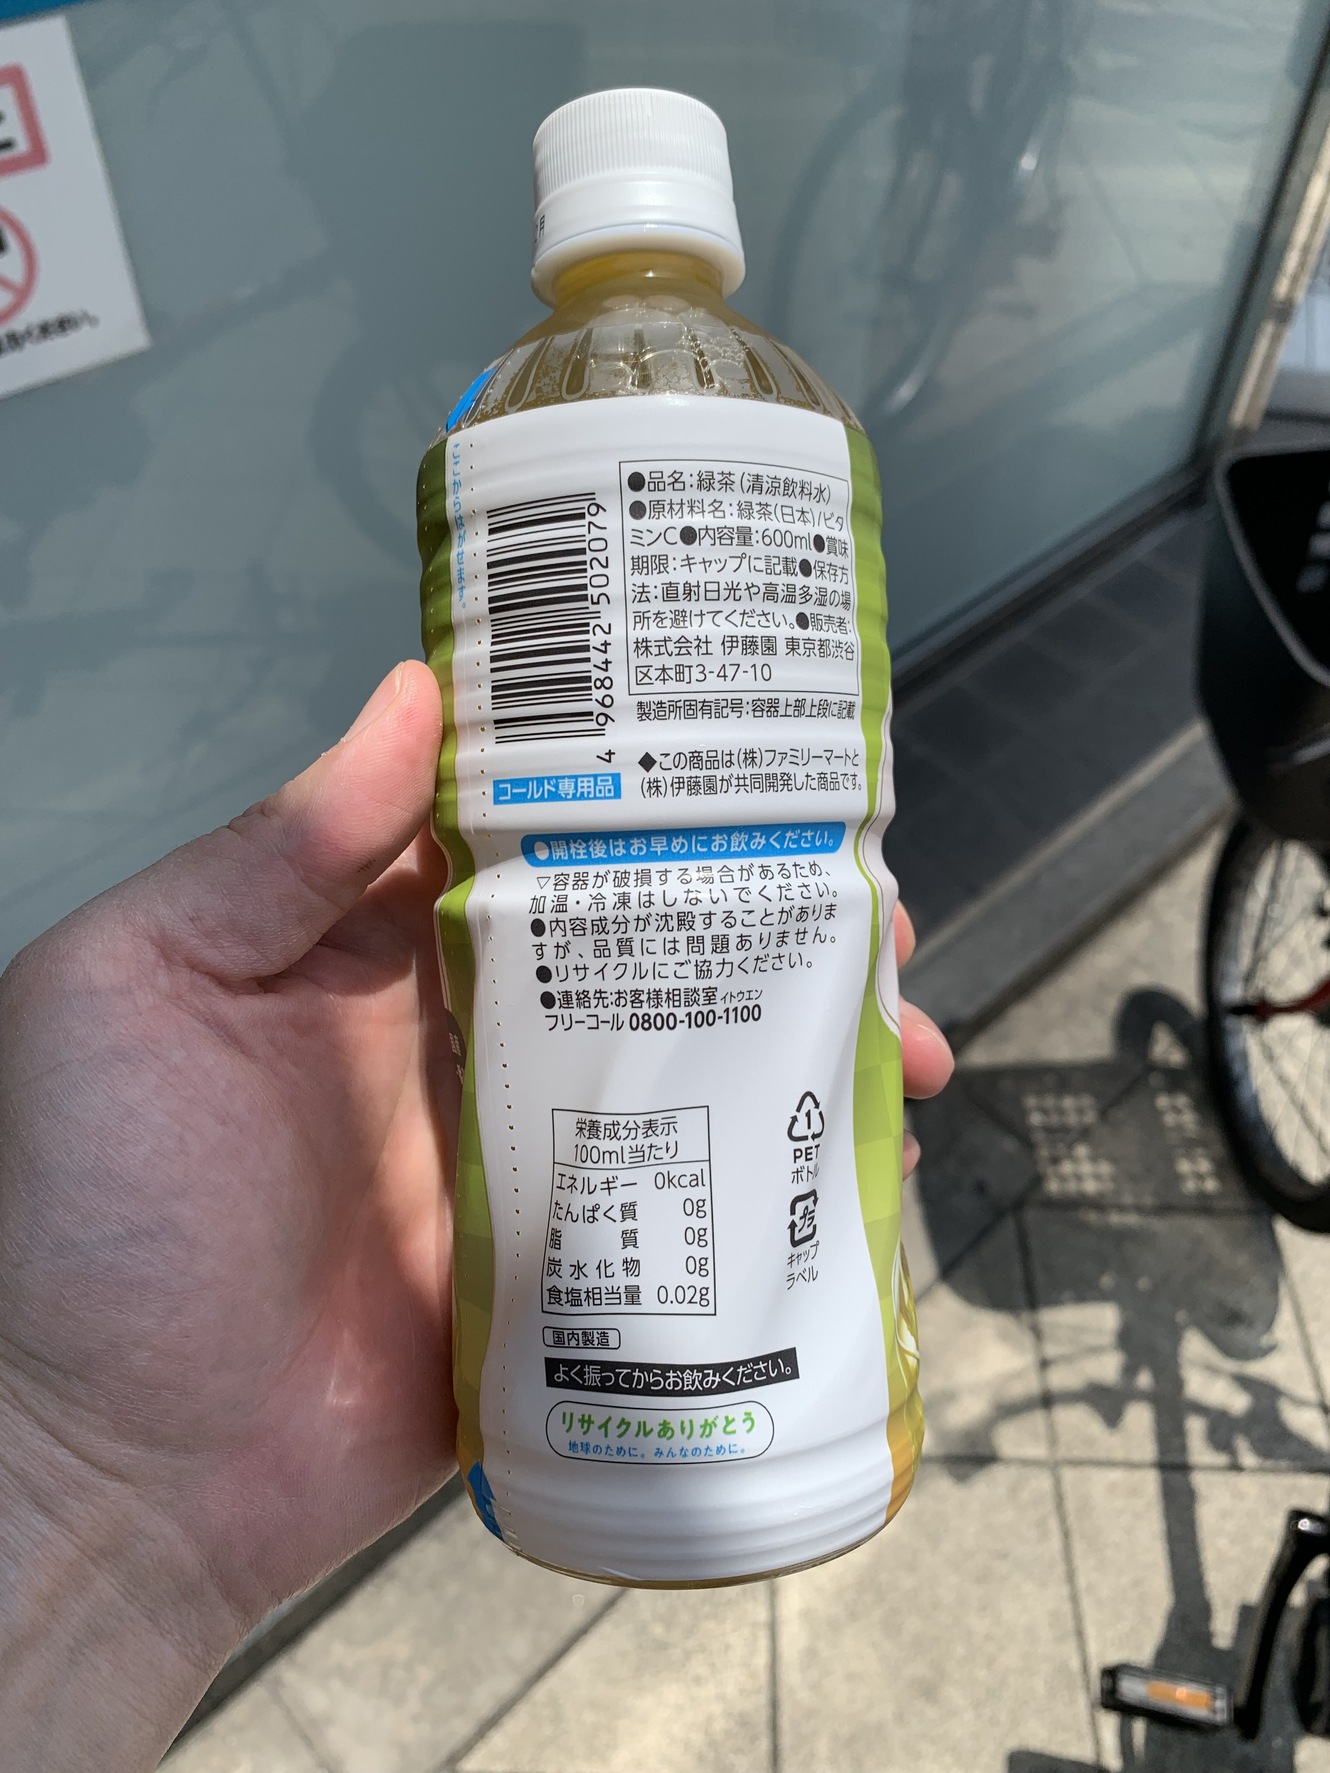 ここからはがせます。
●品名:緑茶(清涼飲料水)
●原材料名:緑茶(日本)/ビタ
ミンC●内容量:600ml●賞味
期限:キャップに記載●保存方
法:直射日光や高温多湿の場
所を避けてください。●販売者:
株式会社 伊藤園 東京都渋谷
区本町3-47-10
製造所固有記号:容器上部上段に記載
4 968442 502079
◆この商品は(株)ファミリーマートと
(株)伊藤園が共同開発した商品です。
コールド専用品
●開栓後はお早めにお飲みください。
▽容器が破損する場合があるため、
加温・冷凍はしないでください。
●内容成分が沈殿することがありま
すが、品質には問題ありません。
●リサイクルにご協力ください。
●連絡先:お客様相談室 イトウエン
フリーコール 0800-100-1100
栄養成分表示
100ml当たり
エネルギー 0kcal
たんぱく質 0g
脂質 0g
炭水化物 0g
食塩相当量 0.02g
1
PET
ボトル
プラ
キャップ
ラベル
国内製造
よく振ってからお飲みください。
リサイクルありがとう
地球のために。みんなのために。